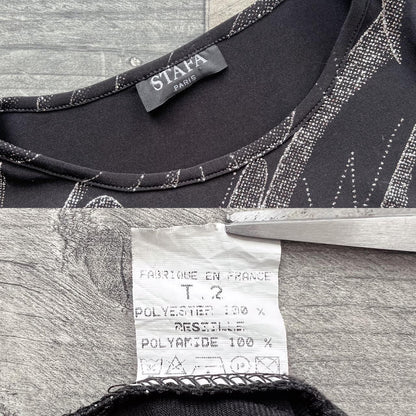 STAFA
PARIS
FABRIQUE EN FRANCE
T.2
POLYESTER 100 %
RESILLE
POLYAMIDE 100 %